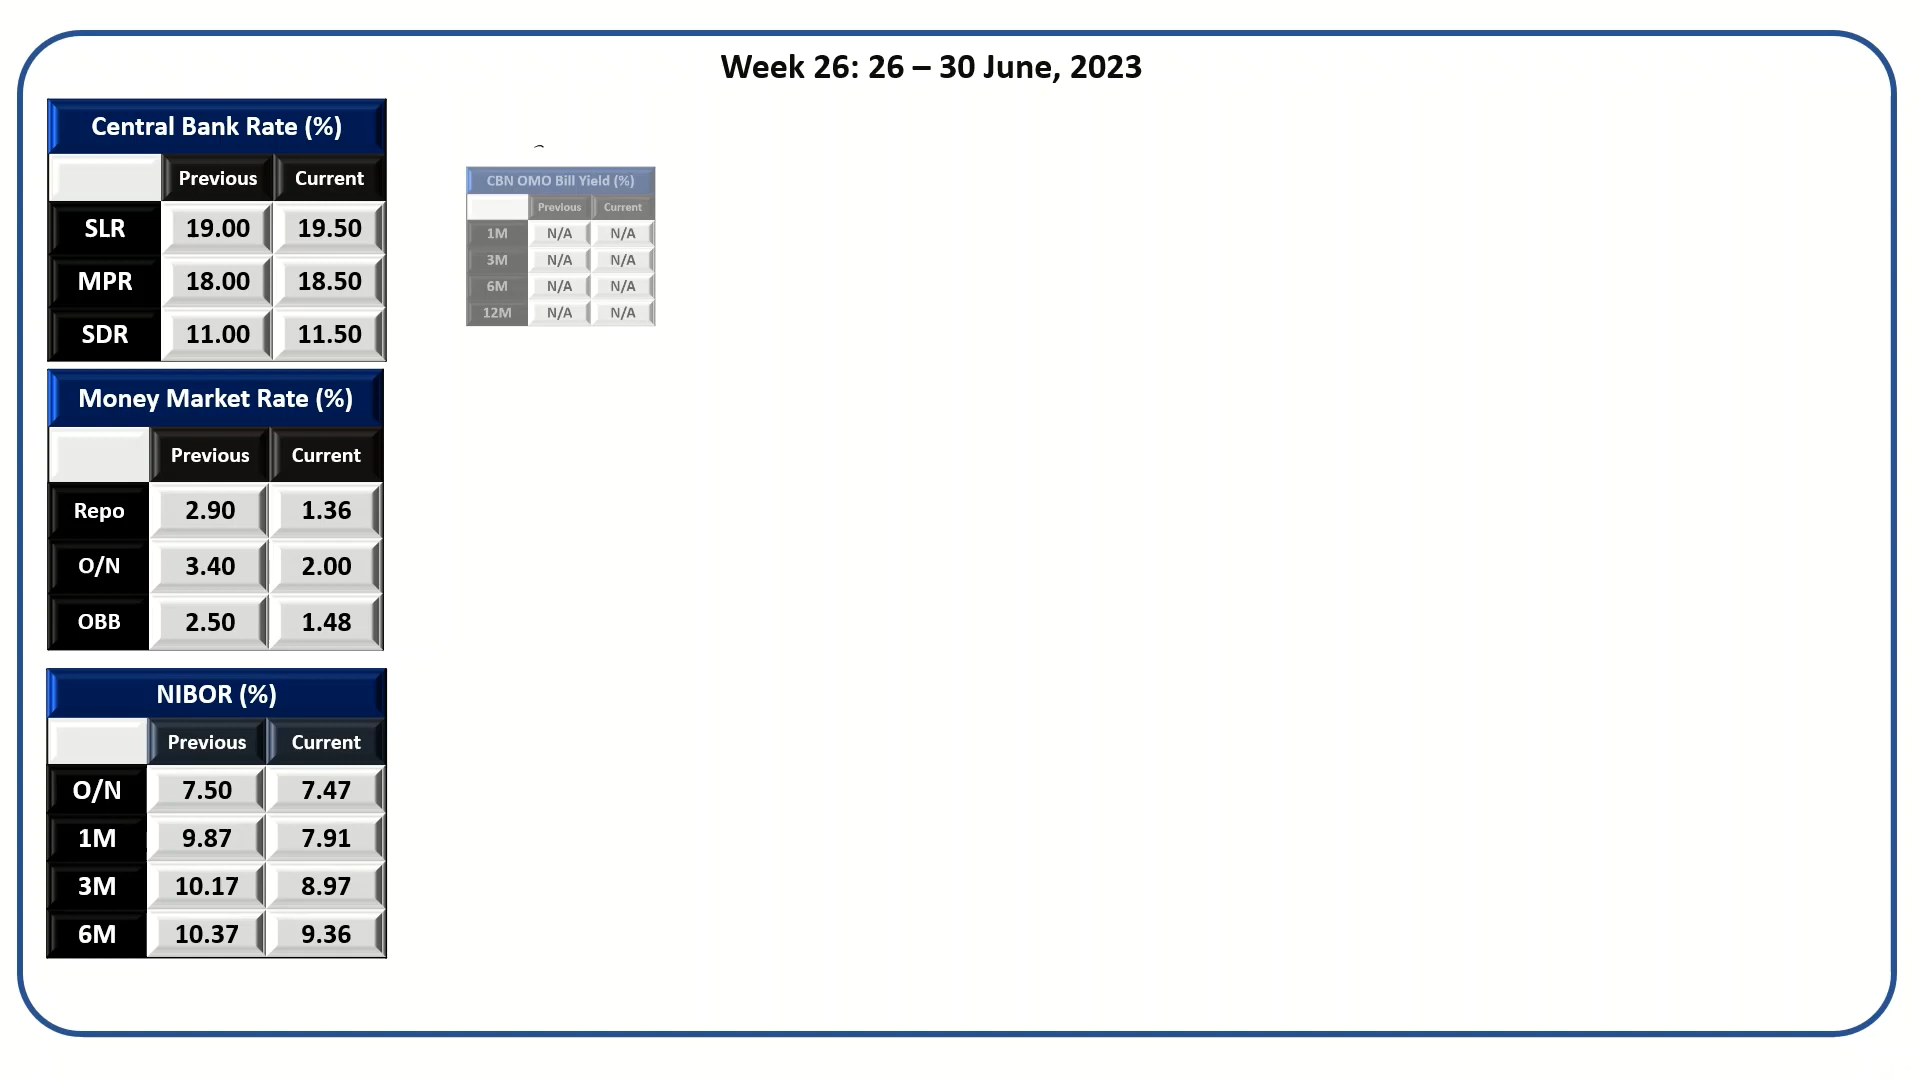 Week 26: 26 – 30 June, 2023
Central Bank Rate (%)
Previous Current
SLR 19.00 19.50
MPR 18.00 18.50
SDR 11.00 11.50
Money Market Rate (%)
Previous Current
Repo 2.90 1.36
O/N 3.40 2.00
OBB 2.50 1.48
NIBOR (%)
Previous Current
O/N 7.50 7.47
1M 9.87 7.91
3M 10.17 8.97
6M 10.37 9.36
CBN OMO Bill Yield (%)
Previous Current
1M N/A N/A
3M N/A N/A
6M N/A N/A
12M N/A N/A